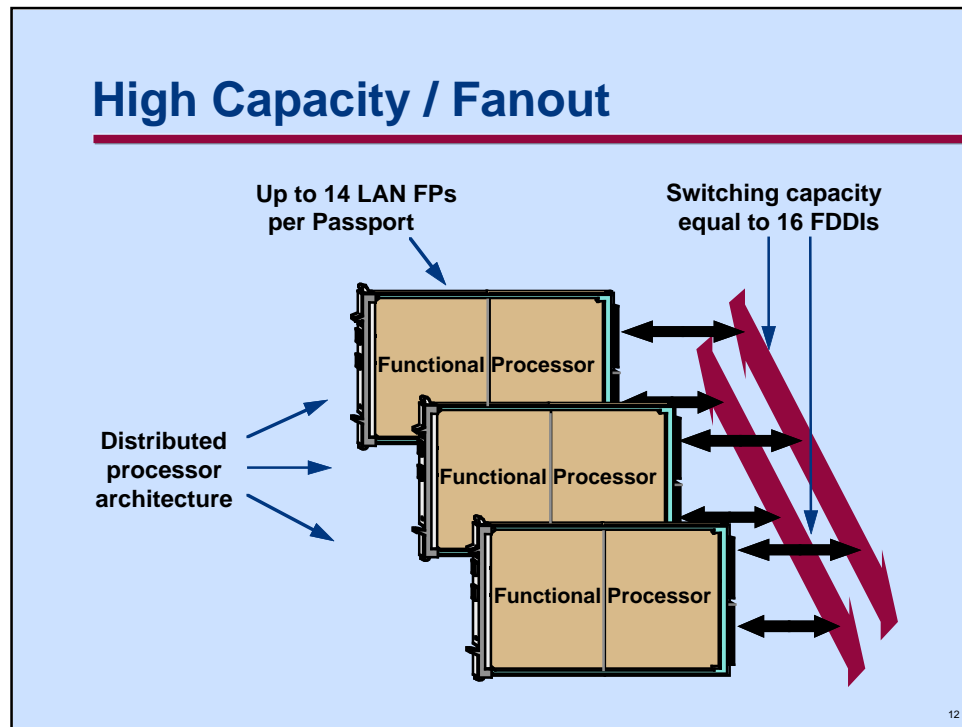 High Capacity / Fanout
Up to 14 LAN FPs
per Passport
Switching capacity
equal to 16 FDDIs
Functional Processor
Distributed
processor
architecture
Functional Processor
Functional Processor
12